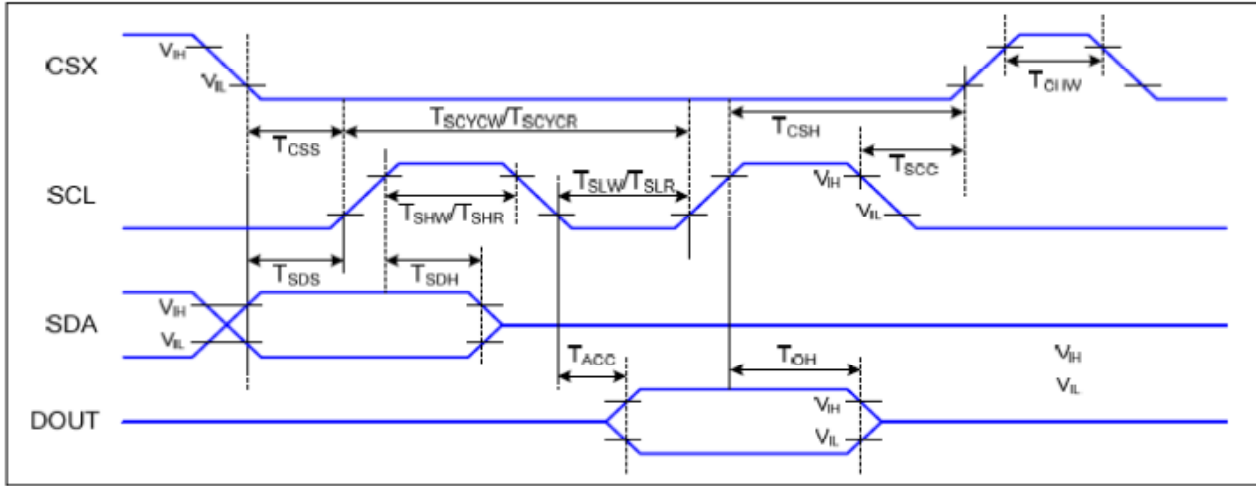 CSX
VIH
VIL
TCHW
TSCYCW/TSCYCR
TCSS
TCSH
TSCC
SCL
TSHW/TSHR
TSLW/TSLR
VIH
VIL
TSDS
TSDH
SDA
VIH
VIL
TACC
TOH
VIH
VIL
DOUT
VIH
VIL